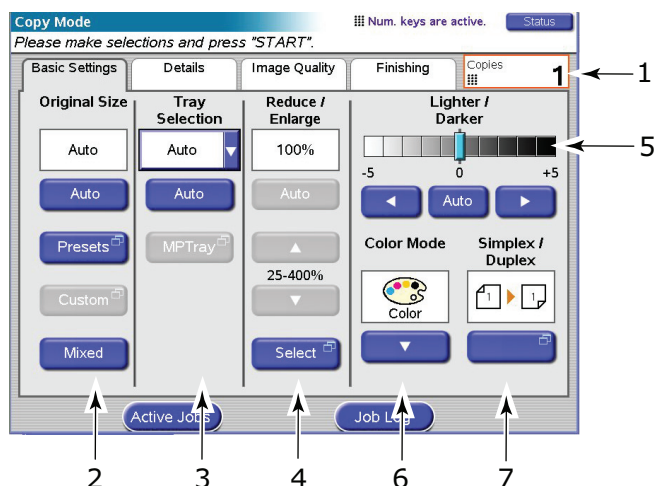 Copy Mode
Num. keys are active.
Status
Please make selections and press "START".
Basic Settings
Details
Image Quality
Finishing
Copies
1
1
Original Size
Auto
Auto
Presets
Custom
Mixed
Tray
Selection
Auto
Auto
MPTray
Reduce /
Enlarge
100%
Auto
25-400%
Select
Lighter /
Darker
5
-5
0
+5
Auto
Color Mode
Color
Simplex /
Duplex
1
1
Active Jobs
Job Log
2
3
4
6
7